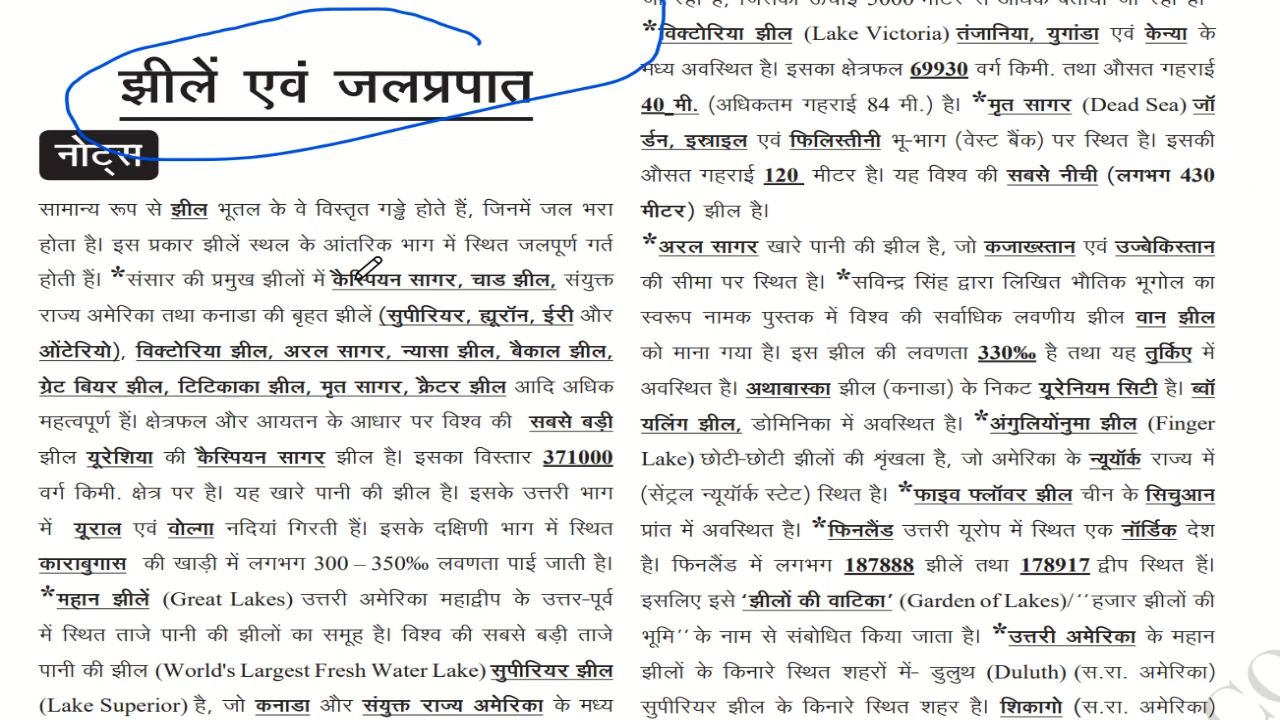 झीलें एवं जलप्रपात
नोट्स
सामान्य रूप से झील भूतल के वे विस्तृत गड्ढे होते हैं, जिनमें जल भरा
होता है। इस प्रकार झीलें स्थल के आंतरिक भाग में स्थित जलपूर्ण गर्त
होती हैं। *संसार की प्रमुख झीलों में कैस्पियन सागर, चाड झील, संयुक्त
राज्य अमेरिका तथा कनाडा की बृहत झीलें (सुपीरियर, ह्यूरॉन, ईरी और
ओंटेरियो), विक्टोरिया झील, अरल सागर, न्यासा झील, बैकाल झील,
ग्रेट बियर झील, टिटिकाका झील, मृत सागर, क्रैटर झील आदि अधिक
महत्वपूर्ण हैं। क्षेत्रफल और आयतन के आधार पर विश्व की सबसे बड़ी
झील यूरेशिया की कैस्पियन सागर झील है। इसका विस्तार 371000
वर्ग किमी. क्षेत्र पर है। यह खारे पानी की झील है। इसके उत्तरी भाग
में यूराल एवं वोल्गा नदियां गिरती हैं। इसके दक्षिणी भाग में स्थित
काराबुगास की खाड़ी में लगभग 300 – 350‰ लवणता पाई जाती है।
*महान झीलें (Great Lakes) उत्तरी अमेरिका महाद्वीप के उत्तर-पूर्व
में स्थित ताजे पानी की झीलों का समूह है। विश्व की सबसे बड़ी ताजे
पानी की झील (World's Largest Fresh Water Lake) सुपीरियर झील
(Lake Superior) है, जो कनाडा और संयुक्त राज्य अमेरिका के मध्य
जा रही है, जिसकी ऊंचाई 5000 मीटर से अधिक बताया जा रहा है।
*विक्टोरिया झील (Lake Victoria) तंजानिया, युगांडा एवं केन्या के
मध्य अवस्थित है। इसका क्षेत्रफल 69930 वर्ग किमी. तथा औसत गहराई
40 मी. (अधिकतम गहराई 84 मी.) है। *मृत सागर (Dead Sea) जॉ
र्डन, इस्राइल एवं फिलिस्तीनी भू-भाग (वेस्ट बैंक) पर स्थित है। इसकी
औसत गहराई 120 मीटर है। यह विश्व की सबसे नीची (लगभग 430
मीटर) झील है।
*अरल सागर खारे पानी की झील है, जो कजाख्स्तान एवं उज्बेकिस्तान
की सीमा पर स्थित है। *सविन्द्र सिंह द्वारा लिखित भौतिक भूगोल का
स्वरूप नामक पुस्तक में विश्व की सर्वाधिक लवणीय झील वान झील
को माना गया है। इस झील की लवणता 330‰ है तथा यह तुर्किए में
अवस्थित है। अथाबास्का झील (कनाडा) के निकट यूरेनियम सिटी है। ब्वॉ
यलिंग झील, डोमिनिका में अवस्थित है। *अंगुलियोंनुमा झील (Finger
Lake) छोटी-छोटी झीलों की शृंखला है, जो अमेरिका के न्यूयॉर्क राज्य में
(सेंट्रल न्यूयॉर्क स्टेट) स्थित है। *फाइव फ्लॉवर झील चीन के सिचुआन
प्रांत में अवस्थित है। *फिनलैंड उत्तरी यूरोप में स्थित एक नॉर्डिक देश
है। फिनलैंड में लगभग 187888 झीलें तथा 178917 द्वीप स्थित हैं।
इसलिए इसे 'झीलों की वाटिका' (Garden of Lakes)/''हजार झीलों की
भूमि'' के नाम से संबोधित किया जाता है। *उत्तरी अमेरिका के महान
झीलों के किनारे स्थित शहरों में- डुलुथ (Duluth) (स.रा. अमेरिका)
सुपीरियर झील के किनारे स्थित शहर है। शिकागो (स.रा. अमेरिका)